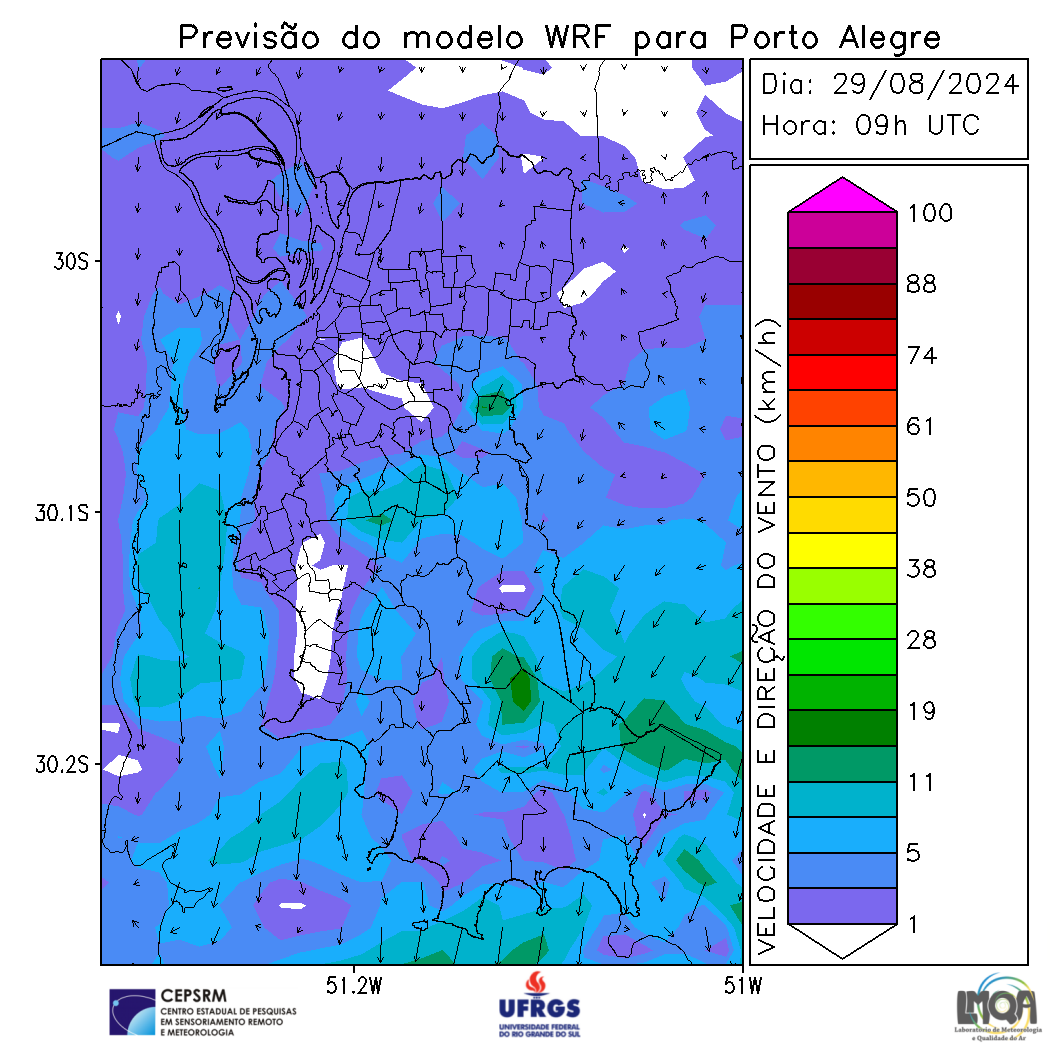 Previsão do modelo WRF para Porto Alegre
Dia: 29/08/2024
Hora: 09h UTC
30S
30.1S
30.2S
51.2W
51W
VELOCIDADE E DIREÇÃO DO VENTO (km/h)
100
88
74
61
50
38
28
19
11
5
1
CEPSRM
CENTRO ESTADUAL DE PESQUISAS
EM SENSORIAMENTO REMOTO
E METEOROLOGIA
UFRGS
UNIVERSIDADE FEDERAL
DO RIO GRANDE DO SUL
LMQA
Laboratório de Meteorologia
e Qualidade do Ar